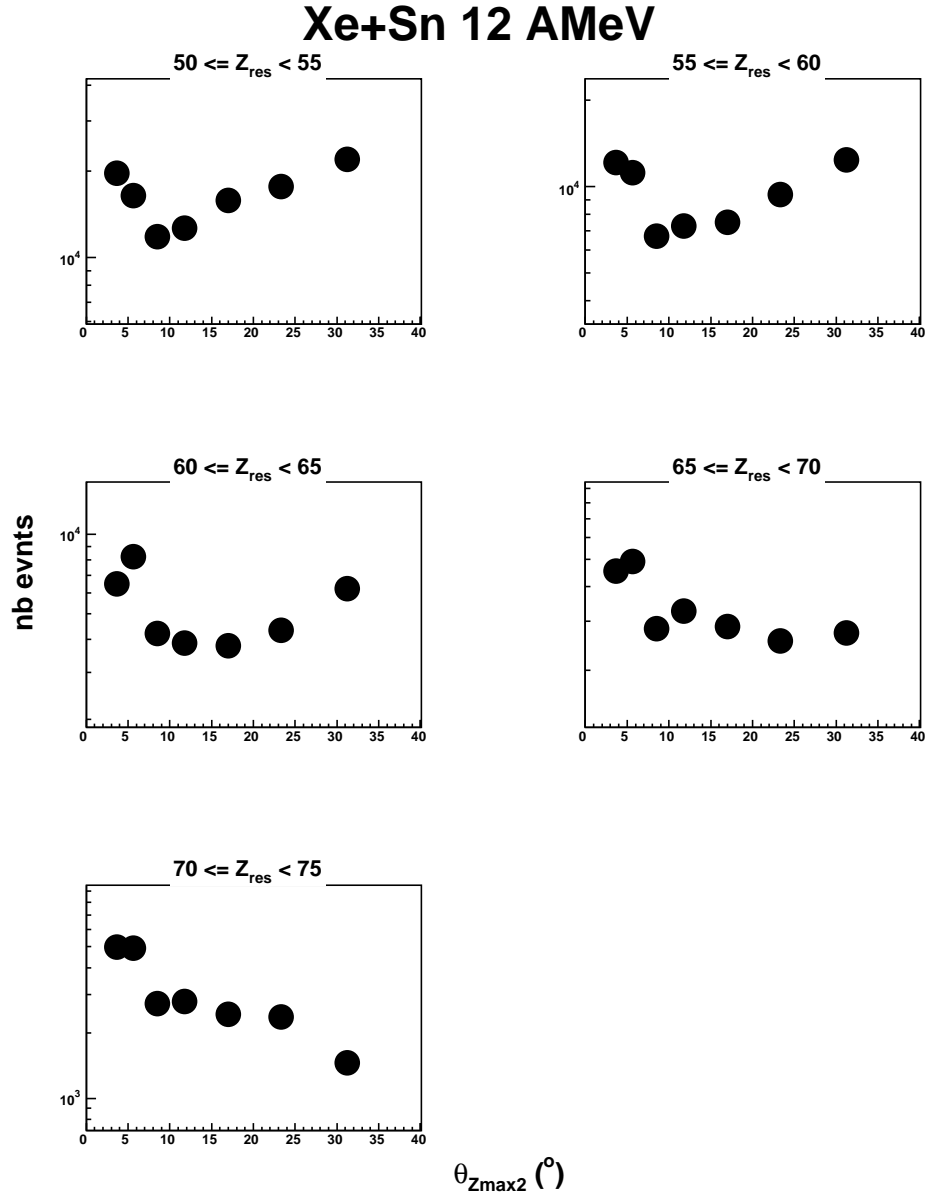 Xe+Sn 12 AMeV
50 <= Z_res < 55
10^4
0 5 10 15 20 25 30 35 40
55 <= Z_res < 60
10^4
0 5 10 15 20 25 30 35 40
nb evnts
60 <= Z_res < 65
10^4
0 5 10 15 20 25 30 35 40
65 <= Z_res < 70
0 5 10 15 20 25 30 35 40
70 <= Z_res < 75
10^3
0 5 10 15 20 25 30 35 40
θ_Zmax2 (^o)